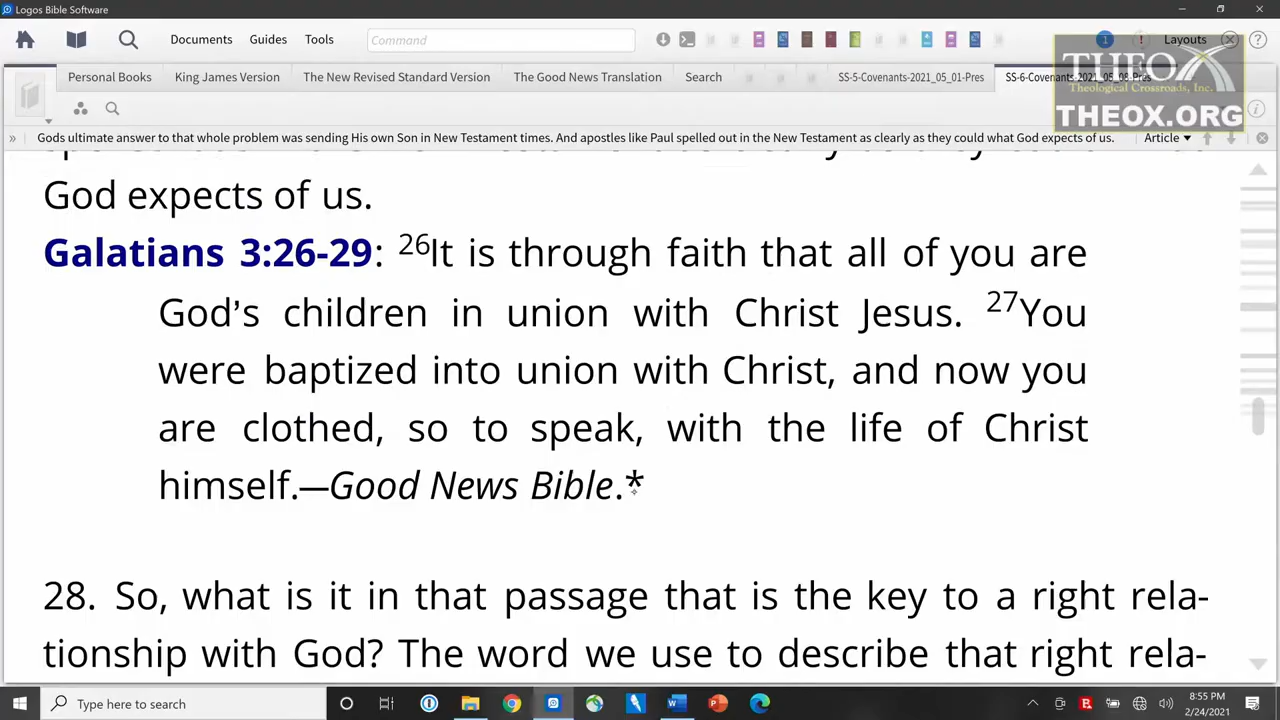 Logos Bible Software
Documents Guides Tools Command Layouts
THEOX
Theological Crossroads, Inc.
THEOX.ORG
Personal Books King James Version The New Revised Standard Version The Good News Translation Search SS-5-Covenants-2021_05_01-Pres SS-6-Covenants-2021_05_08-Pres
» Gods ultimate answer to that whole problem was sending His own Son in New Testament times. And apostles like Paul spelled out in the New Testament as clearly as they could what God expects of us. Article
God expects of us.
Galatians 3:26-29: 26It is through faith that all of you are
God's children in union with Christ Jesus. 27You
were baptized into union with Christ, and now you
are clothed, so to speak, with the life of Christ
himself.—Good News Bible.*
28. So, what is it in that passage that is the key to a right rela-
tionship with God? The word we use to describe that right rela-
Type here to search
8:55 PM
2/24/2021